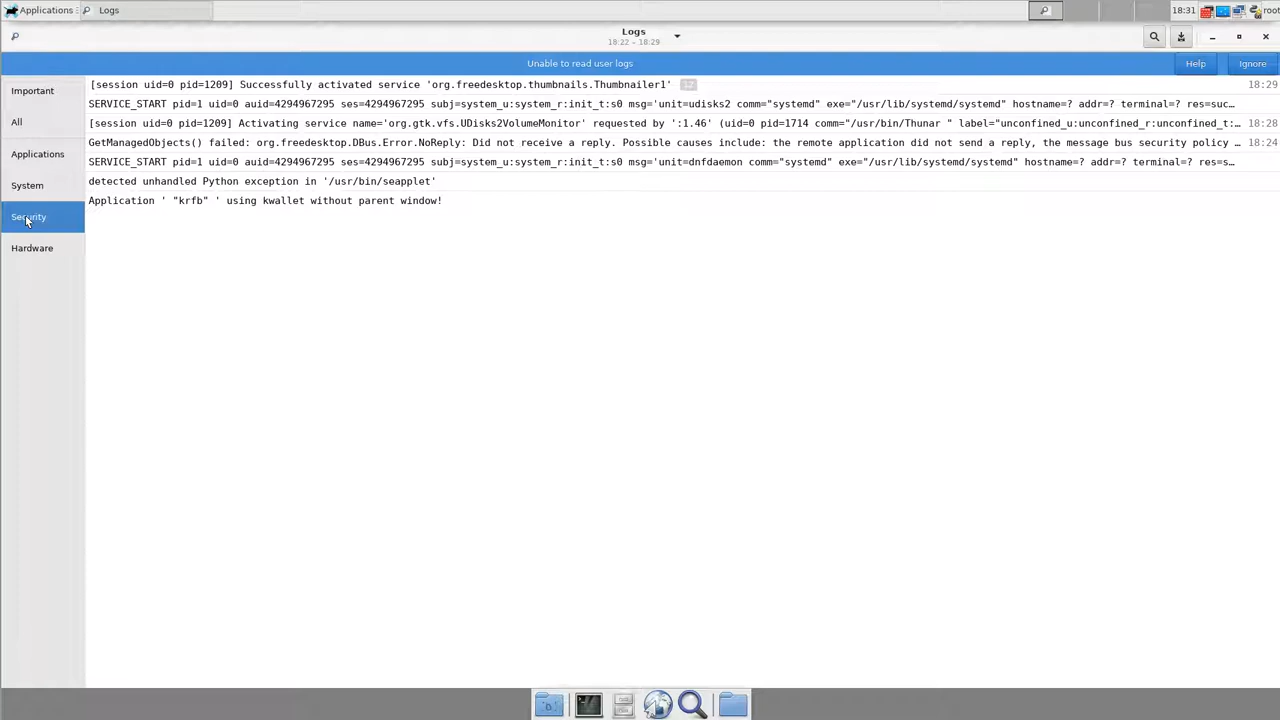 Applications
Logs
18:31
root
Logs
18:22 – 18:29
Unable to read user logs
Help
Ignore
Important
All
Applications
System
Security
Hardware
[session uid=0 pid=1209] Successfully activated service 'org.freedesktop.thumbnails.Thumbnailer1' 12 18:29
SERVICE_START pid=1 uid=0 auid=4294967295 ses=4294967295 subj=system_u:system_r:init_t:s0 msg='unit=udisks2 comm="systemd" exe="/usr/lib/systemd/systemd" hostname=? addr=? terminal=? res=suc…
[session uid=0 pid=1209] Activating service name='org.gtk.vfs.UDisks2VolumeMonitor' requested by ':1.46' (uid=0 pid=1714 comm="/usr/bin/Thunar " label="unconfined_u:unconfined_r:unconfined_t:… 18:28
GetManagedObjects() failed: org.freedesktop.DBus.Error.NoReply: Did not receive a reply. Possible causes include: the remote application did not send a reply, the message bus security policy … 18:24
SERVICE_START pid=1 uid=0 auid=4294967295 ses=4294967295 subj=system_u:system_r:init_t:s0 msg='unit=dnfdaemon comm="systemd" exe="/usr/lib/systemd/systemd" hostname=? addr=? terminal=? res=s…
detected unhandled Python exception in '/usr/bin/seapplet'
Application ' "krfb" ' using kwallet without parent window!